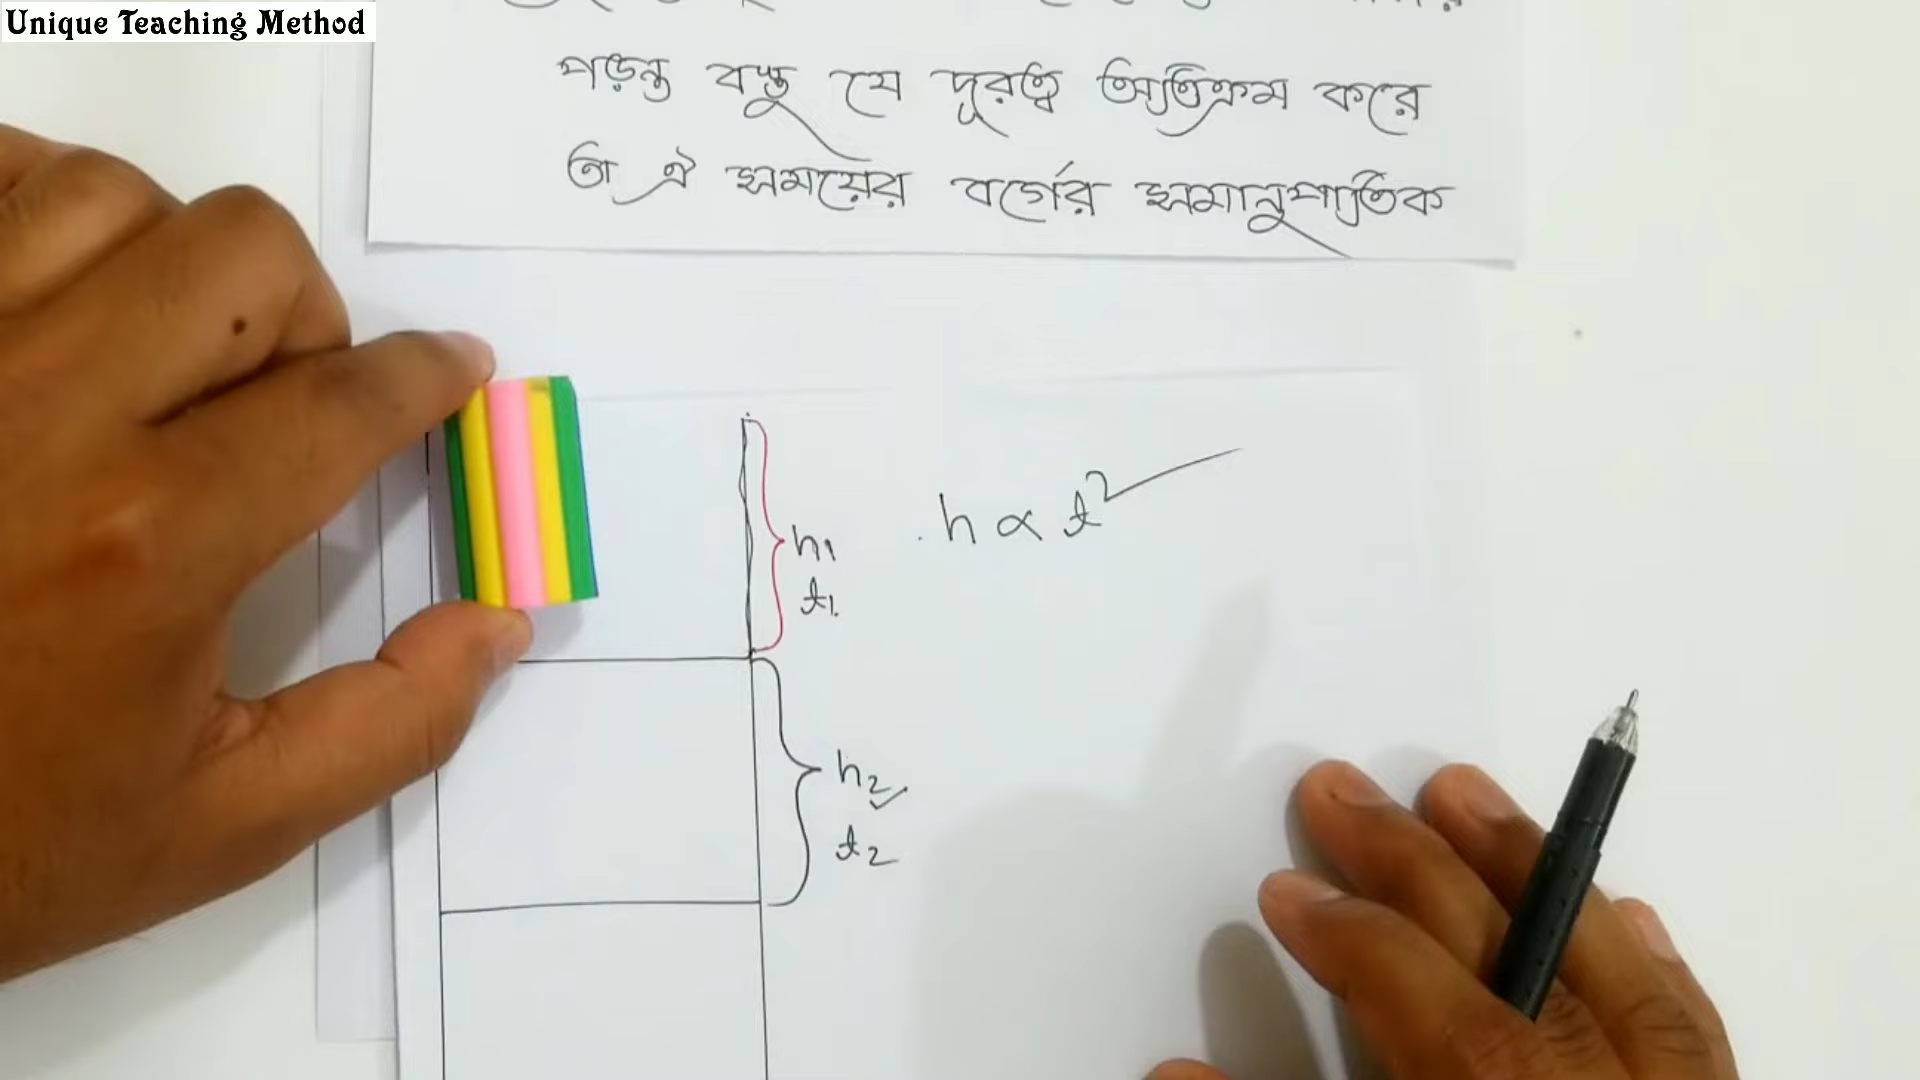 Unique Teaching Method
পড়ন্ত বস্তু যে দূরত্ব অতিক্রম করে
তা ঐ সময়ের বর্গের সমানুপাতিক
h ∝ t²
h1
t1.
h2
t2